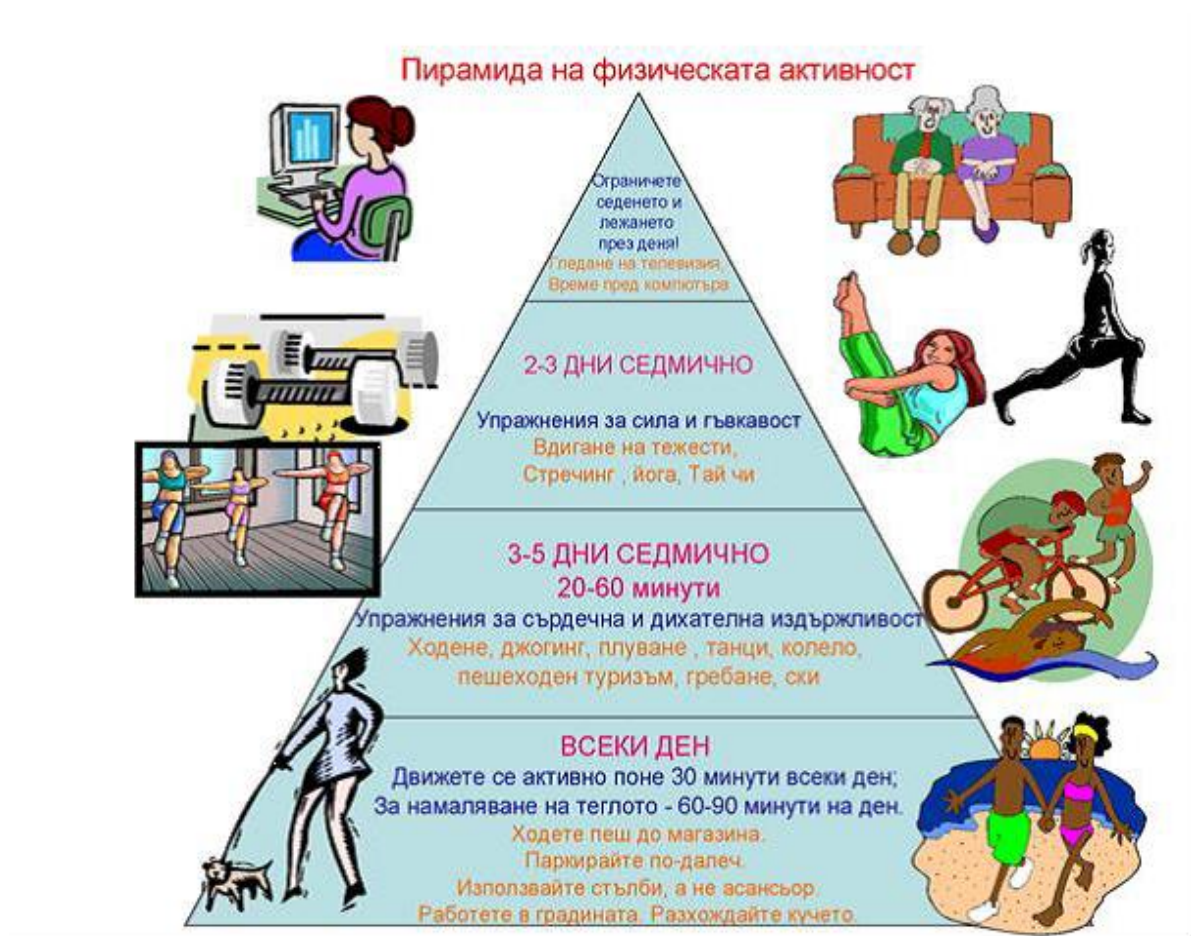 Пирамида на физическата активност
Ограничете
седенето и
лежането
през деня!
Гледане на телевизия,
Време пред компютъра
2-3 ДНИ СЕДМИЧНО
Упражнения за сила и гъвкавост
Вдигане на тежести,
Стречинг , йога, Тай чи
3-5 ДНИ СЕДМИЧНО
20-60 минути
Упражнения за сърдечна и дихателна издържливост
Ходене, джогинг, плуване , танци, колело,
пешеходен туризъм, гребане, ски
ВСЕКИ ДЕН
Движете се активно поне 30 минути всеки ден;
За намаляване на теглото - 60-90 минути на ден.
Ходете пеш до магазина.
Паркирайте по-далеч.
Използвайте стълби, а не асансьор.
Работете в градината. Разхождайте кучето.